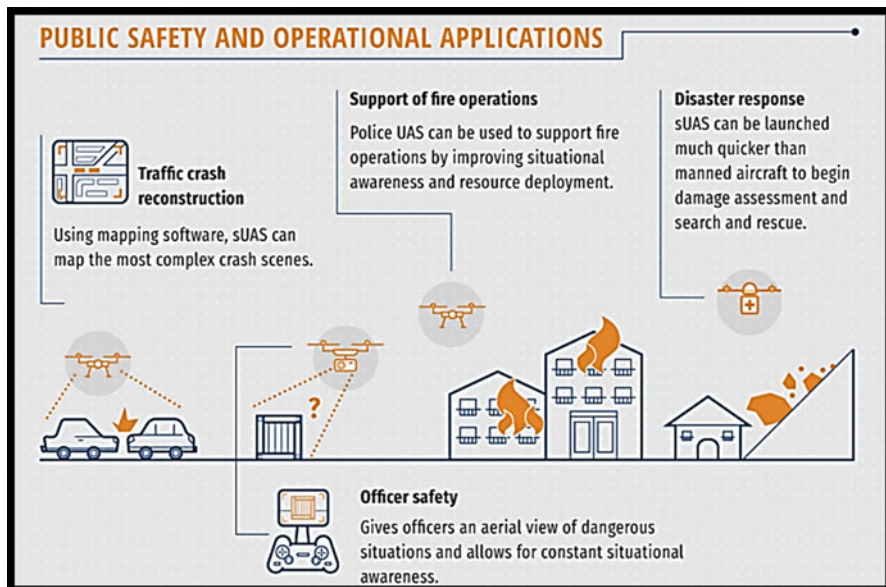 PUBLIC SAFETY AND OPERATIONAL APPLICATIONS
Traffic crash
reconstruction
Using mapping software, sUAS can
map the most complex crash scenes.
Support of fire operations
Police UAS can be used to support fire
operations by improving situational
awareness and resource deployment.
Disaster response
sUAS can be launched
much quicker than
manned aircraft to begin
damage assessment and
search and rescue.
?
Officer safety
Gives officers an aerial view of dangerous
situations and allows for constant situational
awareness.